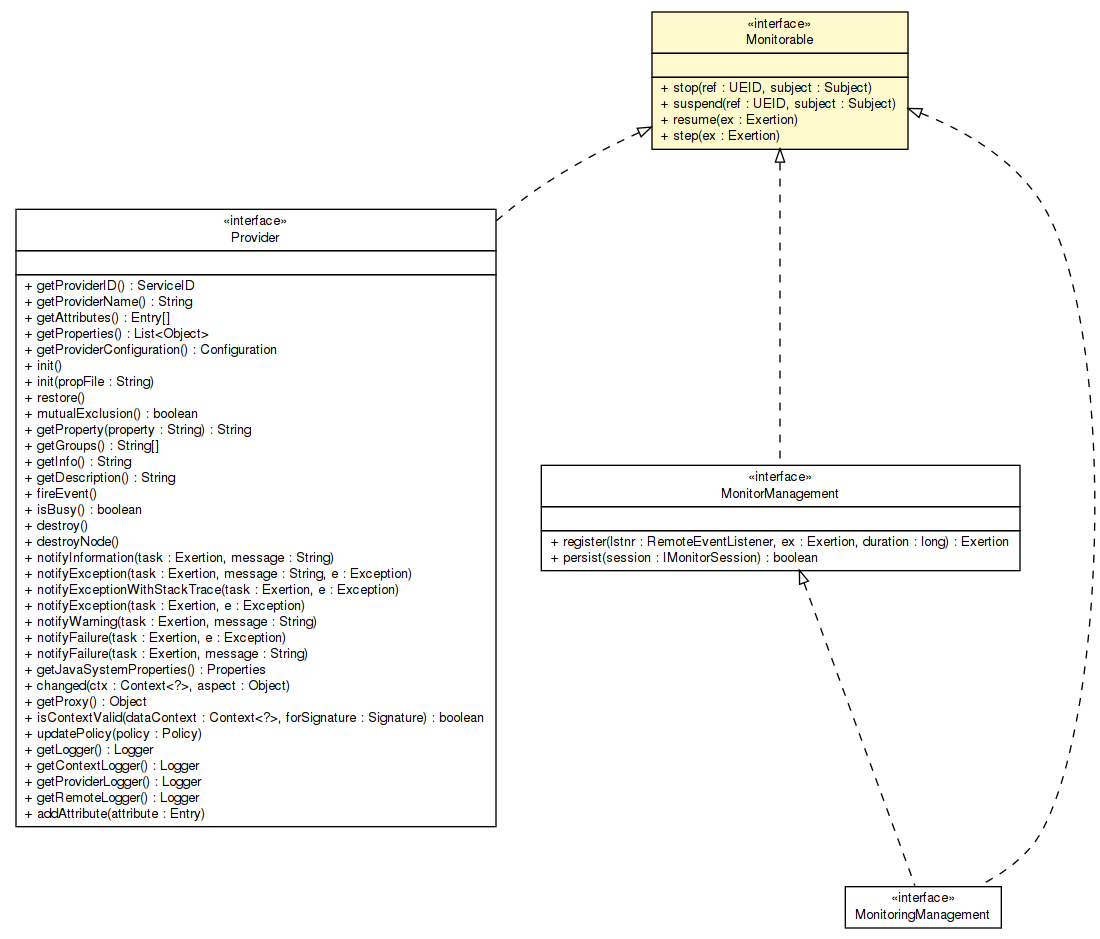 «interface»
Monitorable
+ stop(ref : UEID, subject : Subject)
+ suspend(ref : UEID, subject : Subject)
+ resume(ex : Exertion)
+ step(ex : Exertion)
«interface»
Provider
+ getProviderID() : ServiceID
+ getProviderName() : String
+ getAttributes() : Entry[]
+ getProperties() : List<Object>
+ getProviderConfiguration() : Configuration
+ init()
+ init(propFile : String)
+ restore()
+ mutualExclusion() : boolean
+ getProperty(property : String) : String
+ getGroups() : String[]
+ getInfo() : String
+ getDescription() : String
+ fireEvent()
+ isBusy() : boolean
+ destroy()
+ destroyNode()
+ notifyInformation(task : Exertion, message : String)
+ notifyException(task : Exertion, message : String, e : Exception)
+ notifyExceptionWithStackTrace(task : Exertion, e : Exception)
+ notifyException(task : Exertion, e : Exception)
+ notifyWarning(task : Exertion, message : String)
+ notifyFailure(task : Exertion, e : Exception)
+ notifyFailure(task : Exertion, message : String)
+ getJavaSystemProperties() : Properties
+ changed(ctx : Context<?>, aspect : Object)
+ getProxy() : Object
+ isContextValid(dataContext : Context<?>, forSignature : Signature) : boolean
+ updatePolicy(policy : Policy)
+ getLogger() : Logger
+ getContextLogger() : Logger
+ getProviderLogger() : Logger
+ getRemoteLogger() : Logger
+ addAttribute(attribute : Entry)
«interface»
MonitorManagement
+ register(lstnr : RemoteEventListener, ex : Exertion, duration : long) : Exertion
+ persist(session : IMonitorSession) : boolean
«interface»
MonitoringManagement